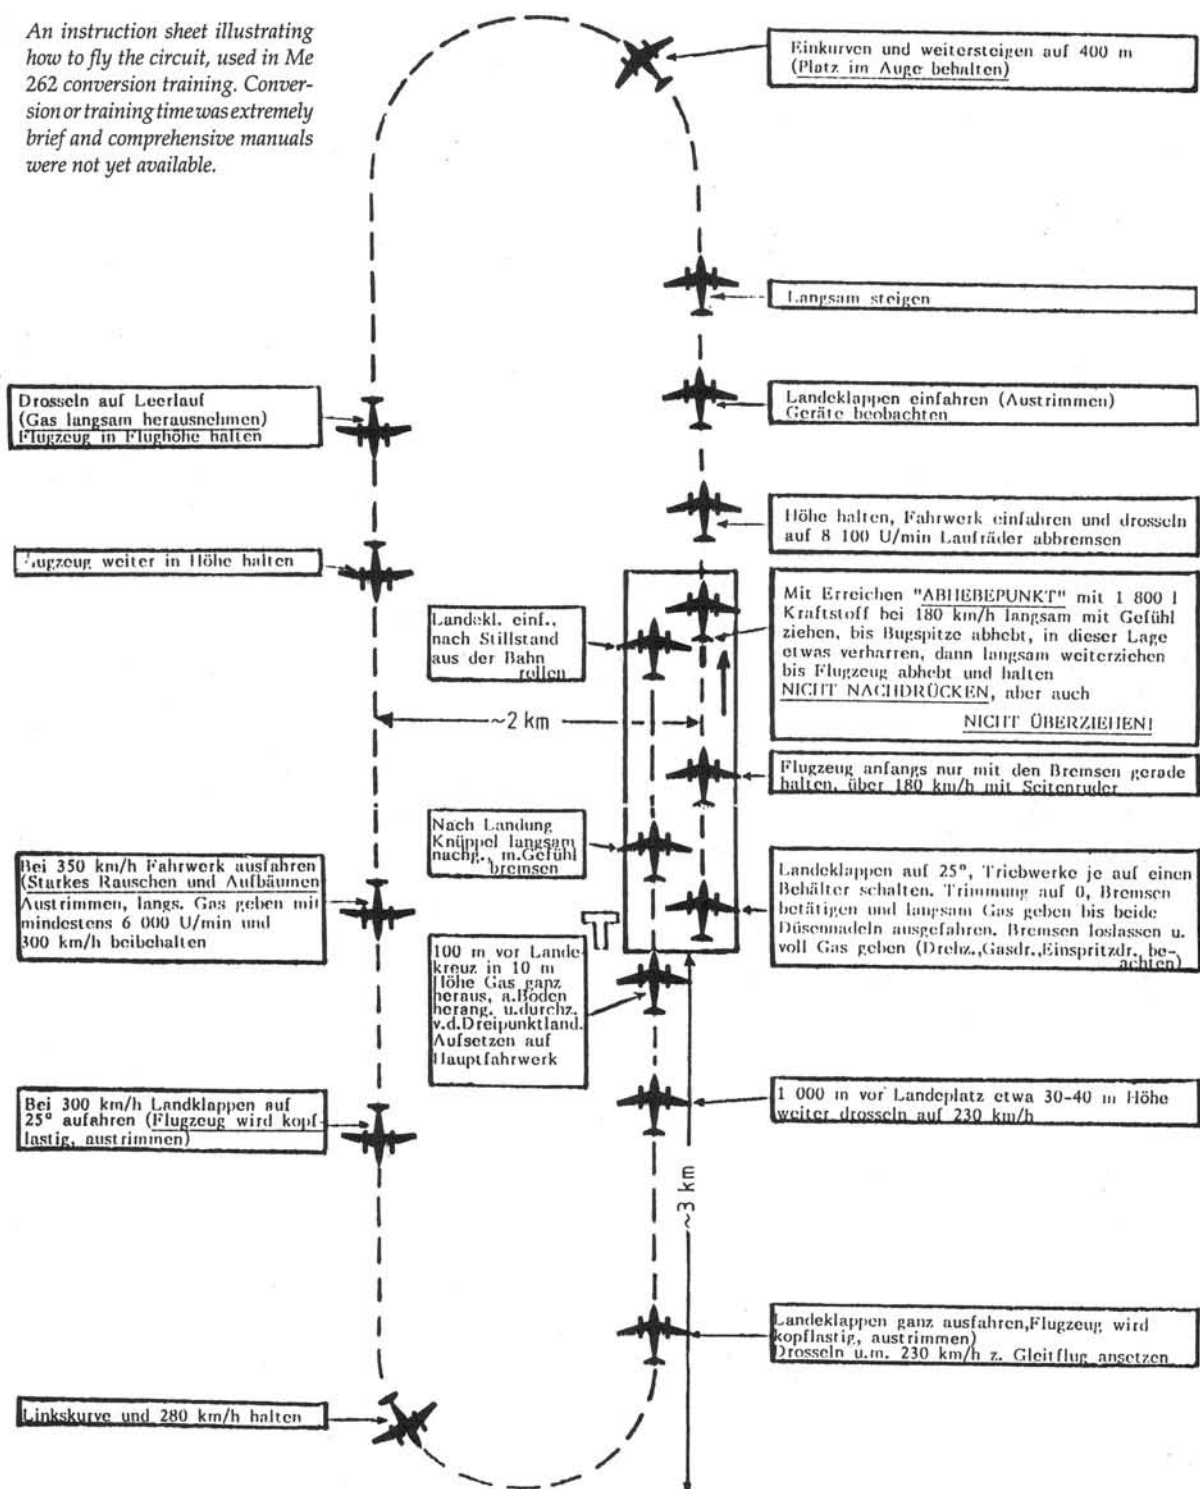 An instruction sheet illustrating
how to fly the circuit, used in Me
262 conversion training. Conver-
sion or training time was extremely
brief and comprehensive manuals
were not yet available.
Einkurven und weitersteigen auf 400 m
(Platz im Auge behalten)
Langsam steigen
Landeklappen einfahren (Austrimmen)
Geräte beobachten
Höhe halten, Fahrwerk einfahren und drosseln
auf 8 100 U/min Laufräder abbremsen
Mit Erreichen "ABHEBEPUNKT" mit 1 800 l
Kraftstoff bei 180 km/h langsam mit Gefühl
ziehen, bis Bugspitze abhebt, in dieser Lage
etwas verharren, dann langsam weiterziehen
bis Flugzeug abhebt und halten
NICHT NACHDRÜCKEN, aber auch
NICHT ÜBERZIEHEN!
Flugzeug anfangs nur mit den Bremsen gerade
halten, über 180 km/h mit Seitenruder
Landeklappen auf 25°, Triebwerke je auf einen
Behälter schalten. Trimmung auf 0, Bremsen
betätigen und langsam Gas geben bis beide
Düsennadeln ausgefahren. Bremsen loslassen u.
voll Gas geben (Drehz.,Gasdr.,Einspritzdr., be-
achten)
1 000 m vor Landeplatz etwa 30-40 m Höhe
weiter drosseln auf 230 km/h
Landeklappen ganz ausfahren,Flugzeug wird
kopflastig, austrimmen)
Drosseln u.m. 230 km/h z. Gleitflug ansetzen
Drosseln auf Leerlauf
(Gas langsam herausnehmen)
Flugzeug in Flughöhe halten
Flugzeug weiter in Höhe halten
Bei 350 km/h Fahrwerk ausfahren
(Starkes Rauschen und Aufbäumen
Austrimmen, langs. Gas geben mit
mindestens 6 000 U/min und
300 km/h beibehalten
Bei 300 km/h Landklappen auf
25° aufahren (Flugzeug wird kopf-
lastig, austrimmen)
Linkskurve und 280 km/h halten
Landekl. einf.,
nach Stillstand
aus der Bahn
rollen
~2 km
Nach Landung
Knüppel langsam
nachg., m.Gefühl
bremsen
100 m vor Lande-
kreuz in 10 m
Höhe Gas ganz
heraus, a.Boden
herang. u.durchz.
v.d.Dreipunktland.
Aufsetzen auf
Hauptfahrwerk
~3 km